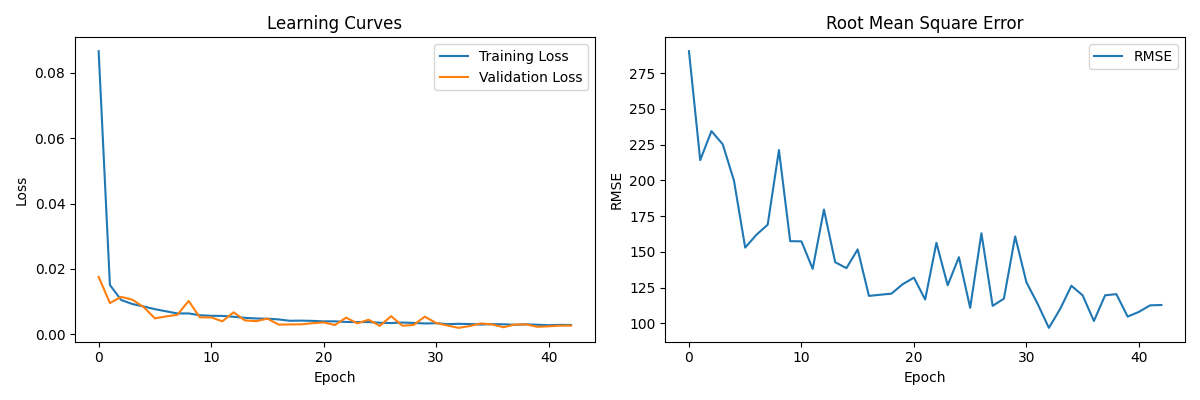 Learning Curves
Training Loss
Validation Loss
0.08
0.06
0.04
0.02
0.00
Loss
0
10
20
30
40
Epoch
Root Mean Square Error
RMSE
275
250
225
200
175
150
125
100
RMSE
0
10
20
30
40
Epoch